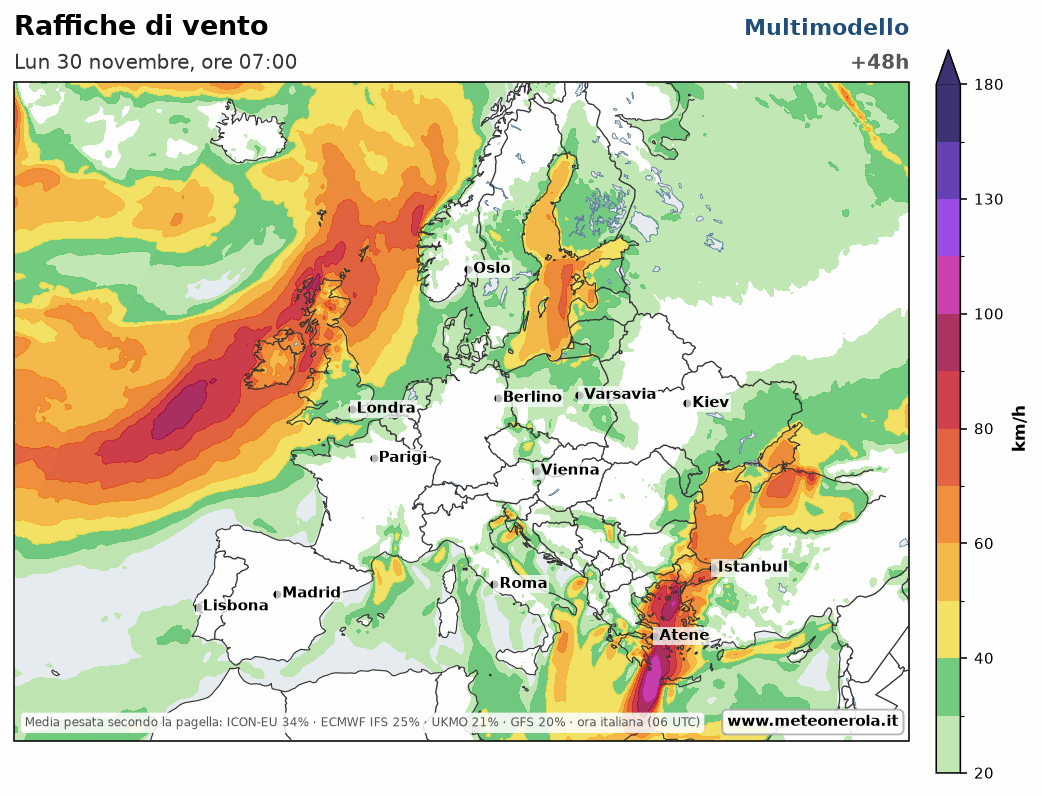 Raffiche di vento
Multimodello
Lun 30 novembre, ore 07:00
+48h
180
130
100
80
60
40
20
km/h
Oslo
Berlino
Varsavia
Kiev
Londra
Parigi
Vienna
Istanbul
Roma
Madrid
Lisbona
Atene
Media pesata secondo la pagella: ICON-EU 34% · ECMWF IFS 25% · UKMO 21% · GFS 20% · ora italiana (06 UTC)
www.meteonerola.it